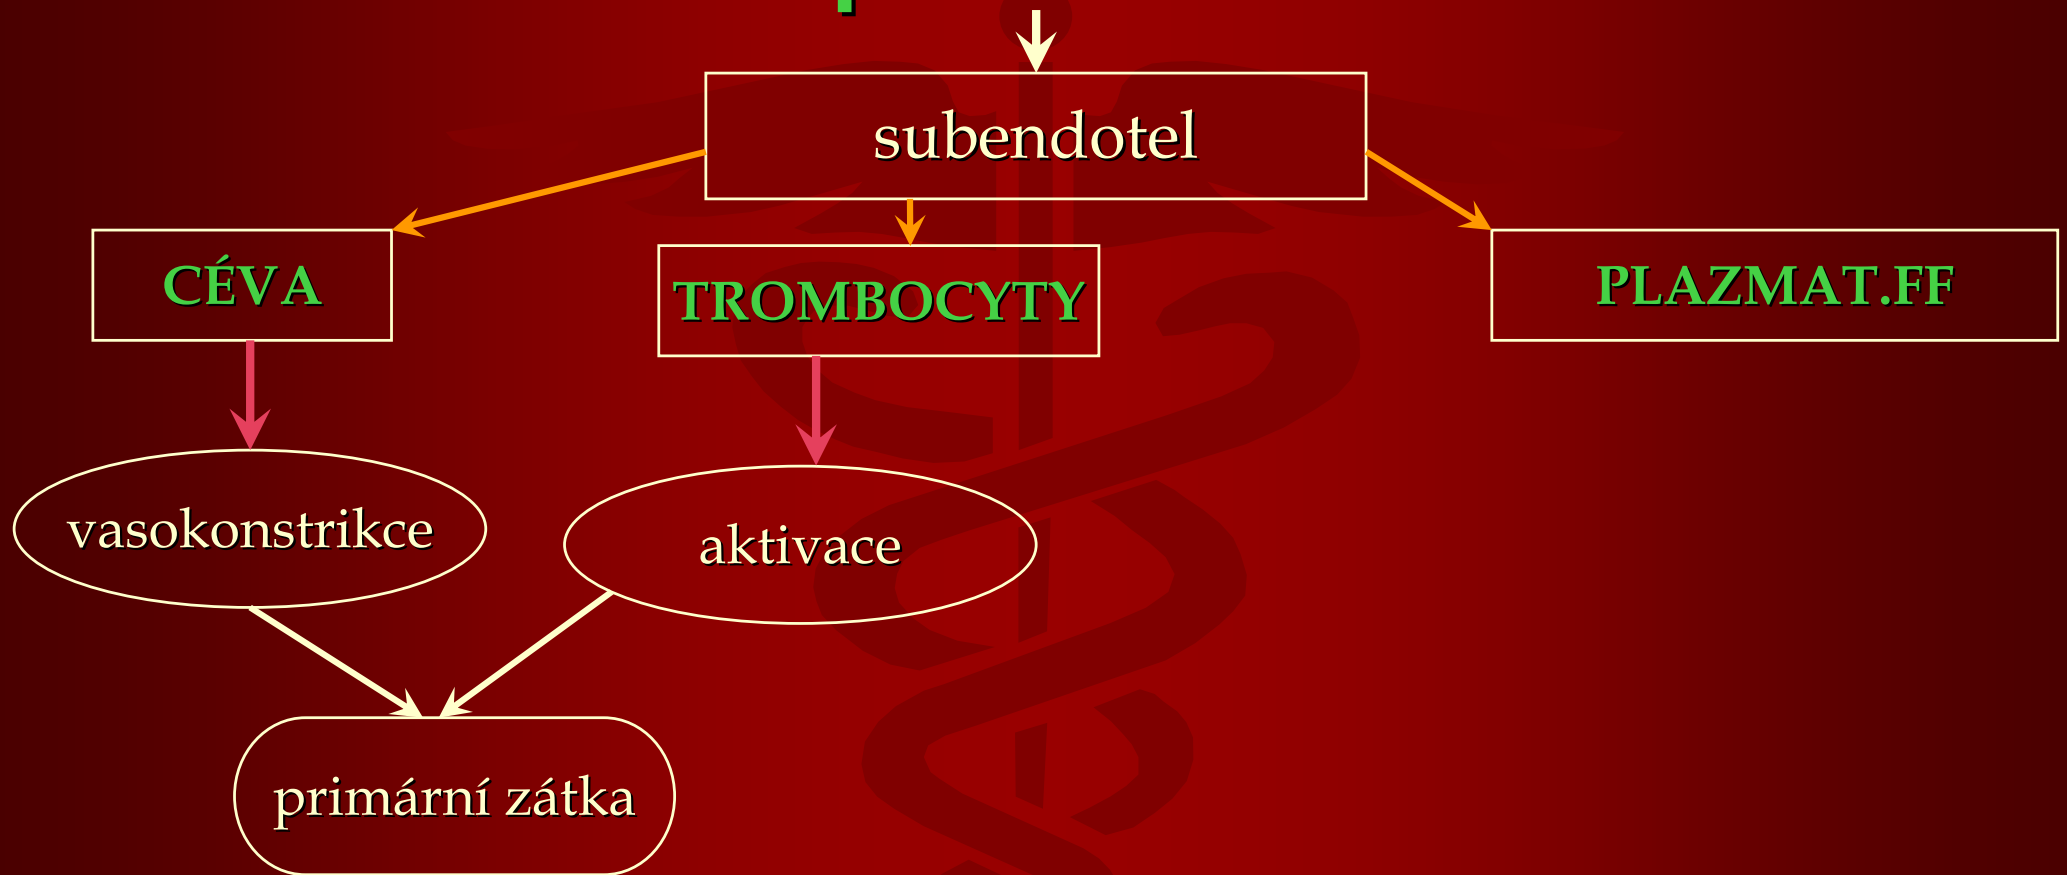 subendotel
CÉVA
TROMBOCYTY
PLAZMAT.FF
vasokonstrikce
aktivace
primární zátka